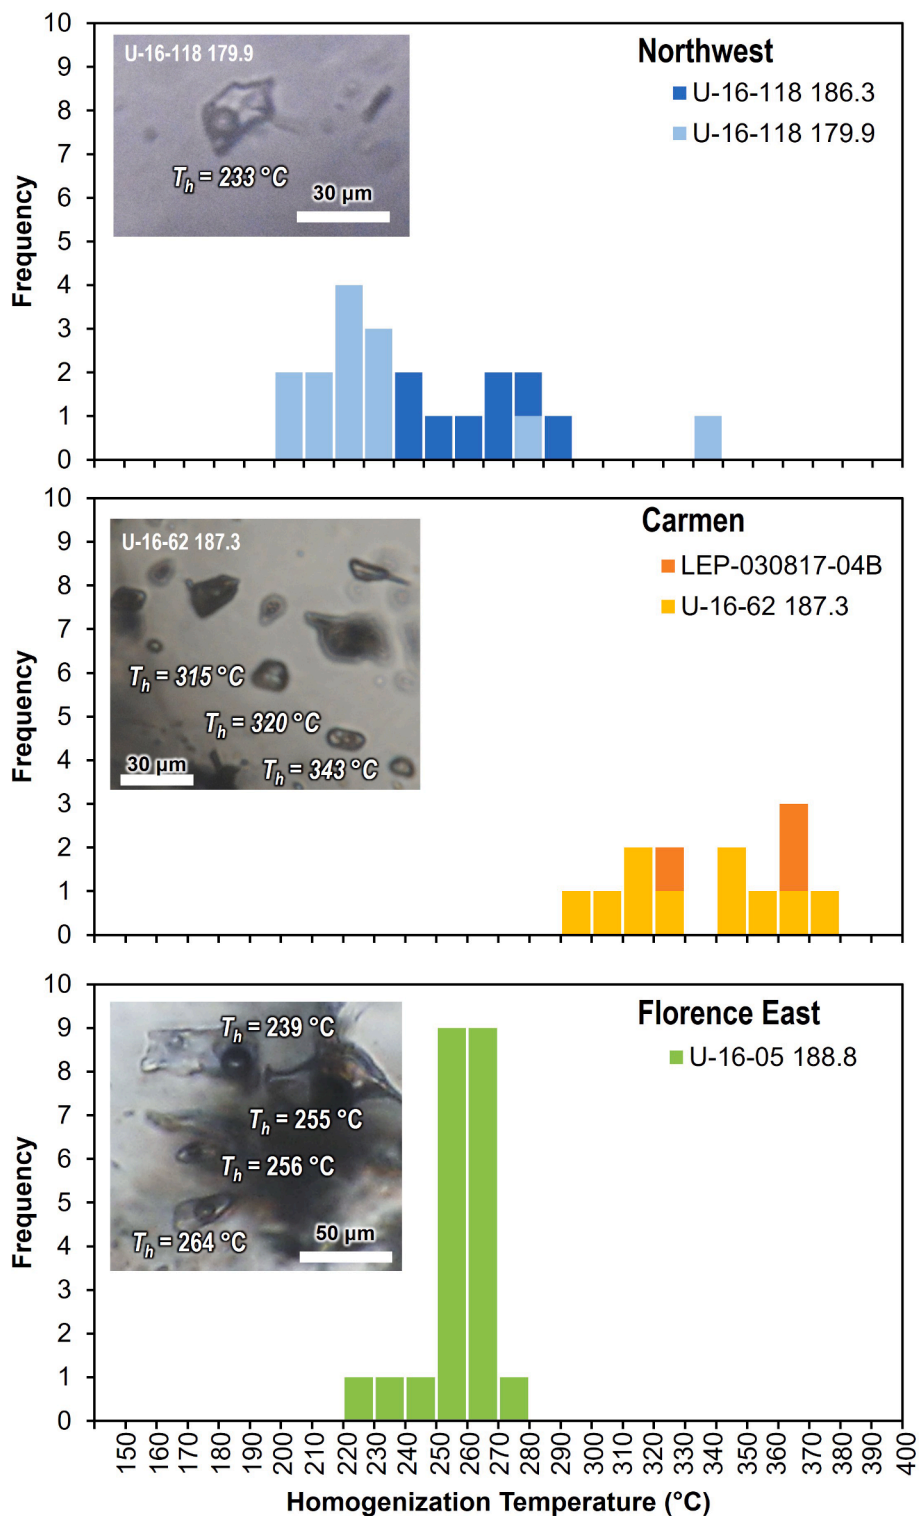 10
9
8
7
6
5
4
3
2
1
0
Frequency
U-16-118 179.9
Th = 233 °C
30 µm
Northwest
U-16-118 186.3
U-16-118 179.9
10
9
8
7
6
5
4
3
2
1
0
Frequency
U-16-62 187.3
Th = 315 °C
Th = 320 °C
Th = 343 °C
30 µm
Carmen
LEP-030817-04B
U-16-62 187.3
10
9
8
7
6
5
4
3
2
1
0
Frequency
Th = 239 °C
Th = 255 °C
Th = 256 °C
Th = 264 °C
50 µm
Florence East
U-16-05 188.8
150 160 170 180 190 200 210 220 230 240 250 260 270 280 290 300 310 320 330 340 350 360 370 380 390 400
Homogenization Temperature (°C)